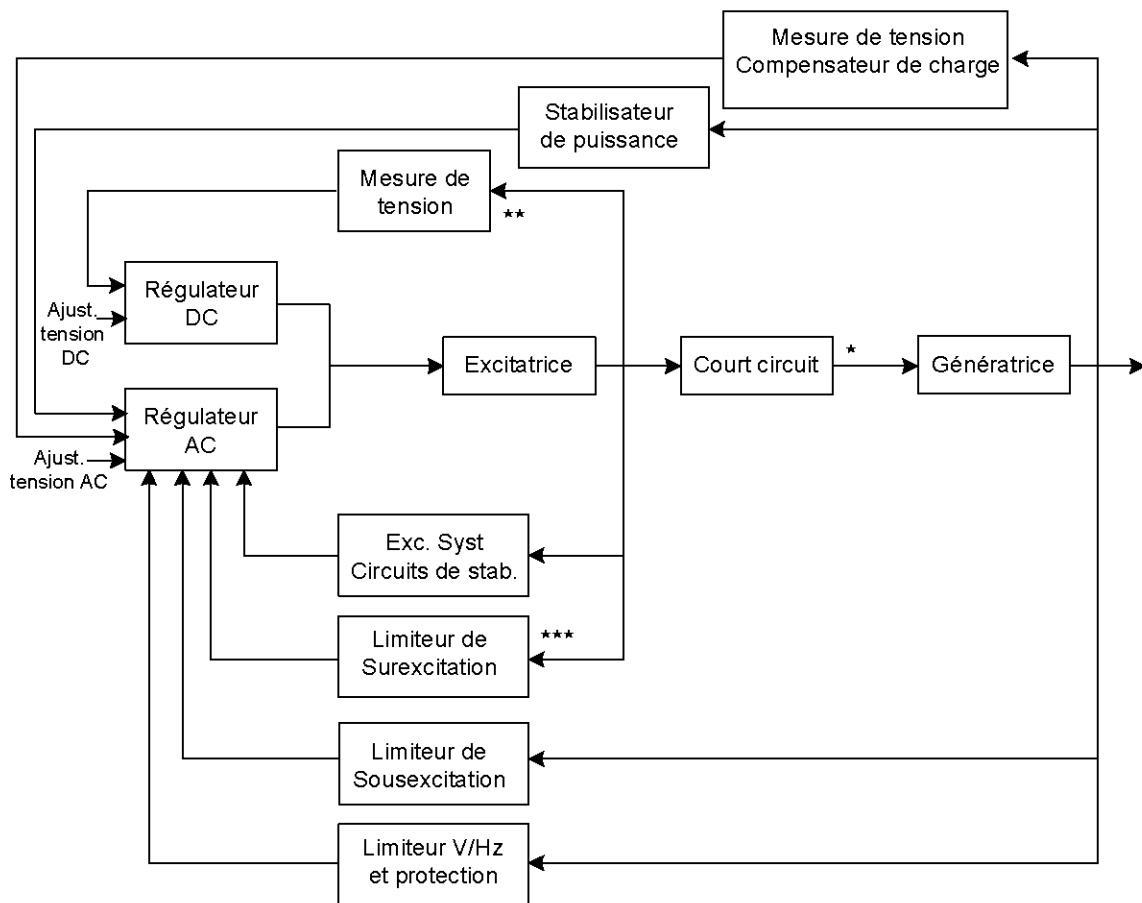 Mesure de tension
Compensateur de charge
Stabilisateur
de puissance
Mesure de
tension
★★
Régulateur
DC
Ajust.
tension
DC
Excitatrice
Court circuit
★
Génératrice
Régulateur
AC
Ajust.
tension AC
Exc. Syst
Circuits de stab.
Limiteur de
Surexcitation
★★★
Limiteur de
Sousexcitation
Limiteur V/Hz
et protection